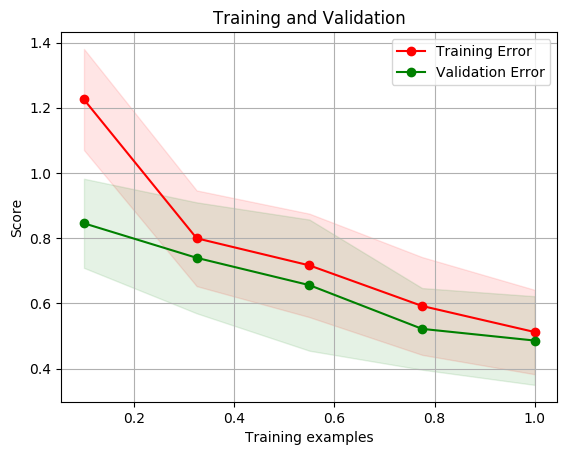 Training and Validation
Training Error
Validation Error
Score
1.4
1.2
1.0
0.8
0.6
0.4
0.2
0.4
0.6
0.8
1.0
Training examples